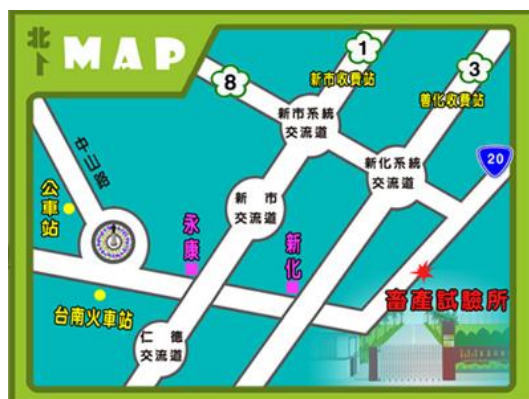 北
MAP
1
新市收費站
3
善化收費站
8
新市系統
交流道
新化系統
交流道
20
中山路
公車站
新市
交流道
永康
新化
台南火車站
畜產試驗所
仁德
交流道